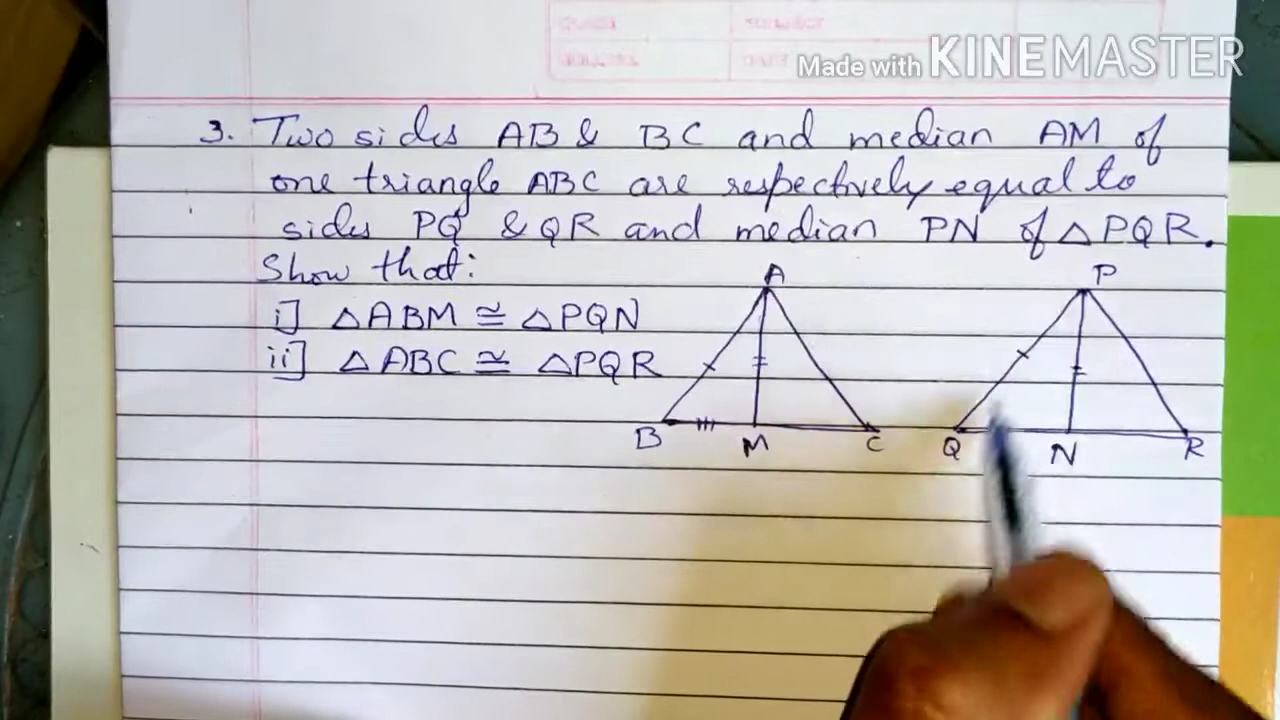 Made with KINEMASTER
3. Two sides AB & BC and median AM of
one triangle ABC are respectively equal to
sides PQ & QR and median PN of △PQR.
Show that:
i] △ABM ≅ △PQN
ii] △ABC ≅ △PQR
A
P
B
M
C
Q
N
R